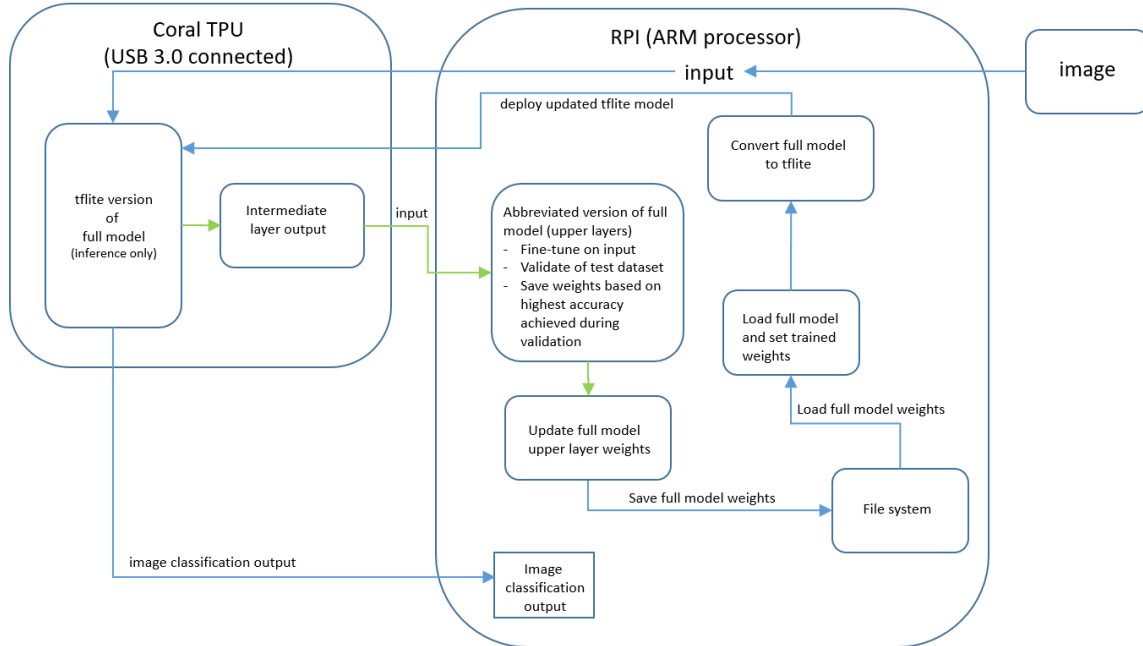 Coral TPU
(USB 3.0 connected)
RPI (ARM processor)
input
image
deploy updated tflite model
Convert full model
to tflite
tflite version
of
full model
(inference only)
Intermediate
layer output
input
Abbreviated version of full
model (upper layers)
- Fine-tune on input
- Validate of test dataset
- Save weights based on
highest accuracy
achieved during
validation
Load full model
and set trained
weights
Load full model weights
Update full model
upper layer weights
Save full model weights
File system
image classification output
Image
classification
output